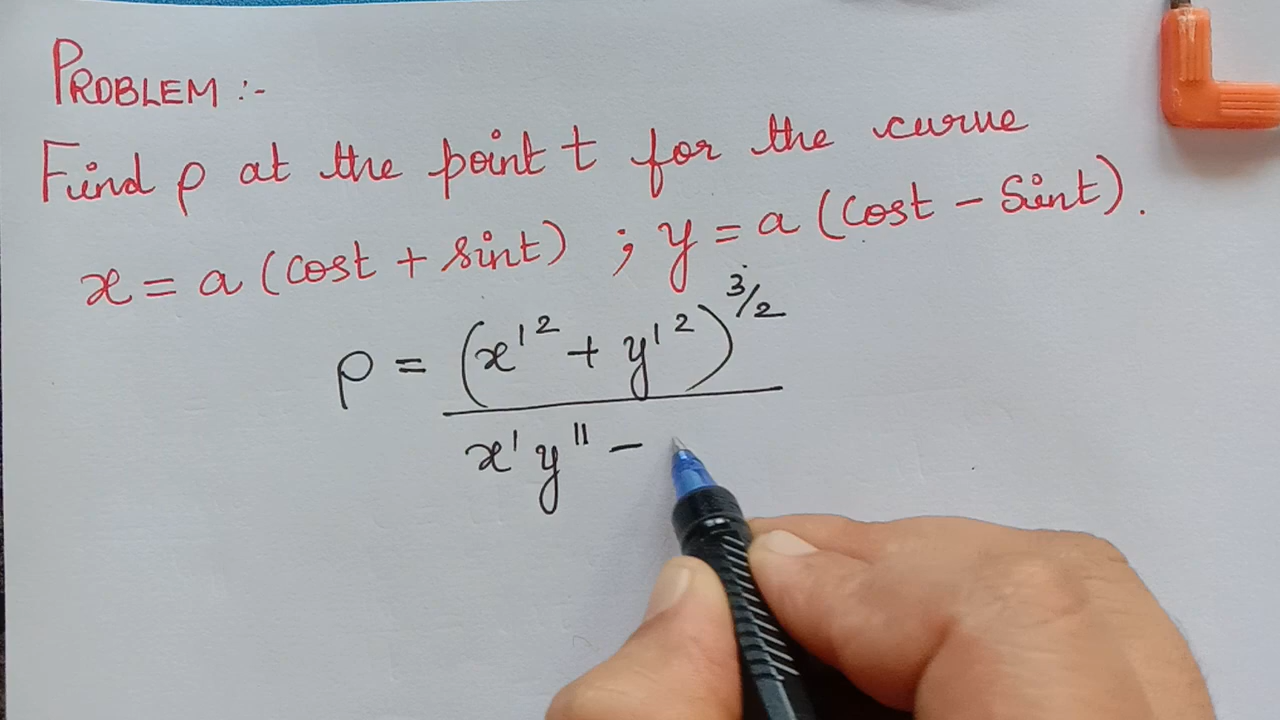 PROBLEM :-
Find ρ at the point t for the curve
x = a (cost + sint) ; y = a (cost - sint).
ρ = (x'² + y'²)^3/2
x' y'' -